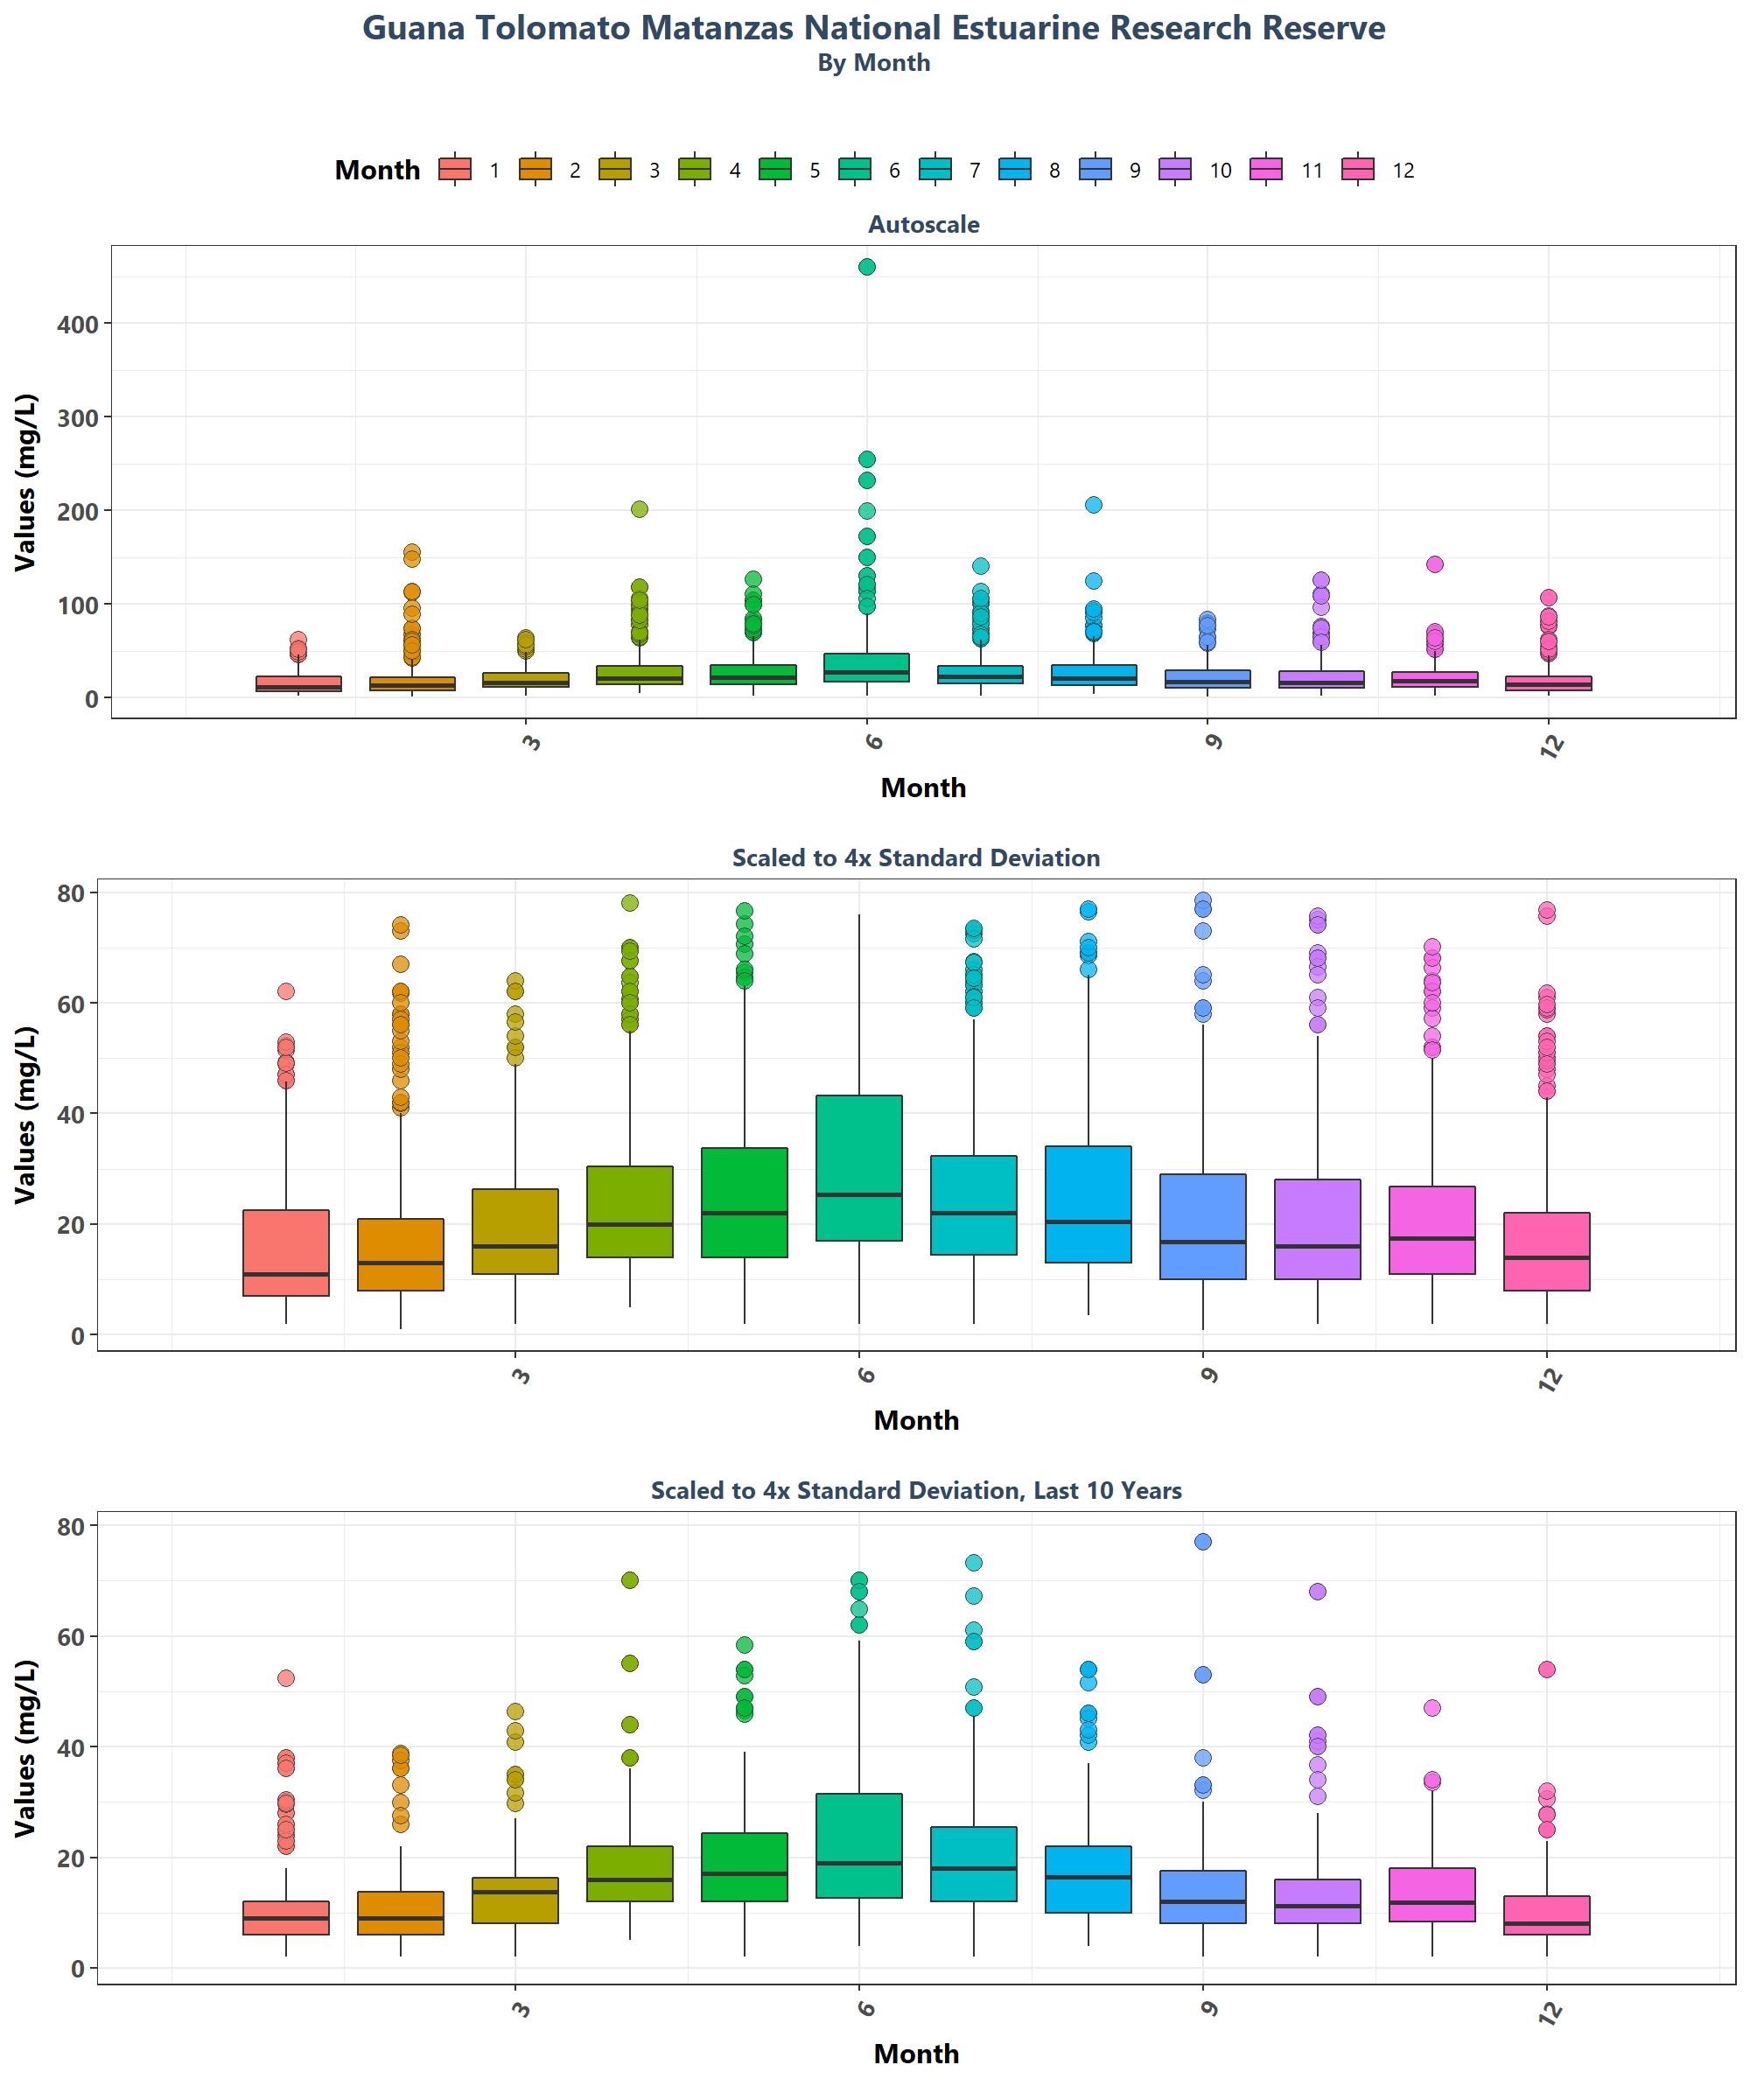 Guana Tolomato Matanzas National Estuarine Research Reserve
By Month
Month 1 2 3 4 5 6 7 8 9 10 11 12
Autoscale
Values (mg/L)
400
300
200
100
0
3 6 9 12
Month
Scaled to 4x Standard Deviation
Values (mg/L)
80
60
40
20
0
3 6 9 12
Month
Scaled to 4x Standard Deviation, Last 10 Years
Values (mg/L)
80
60
40
20
0
3 6 9 12
Month